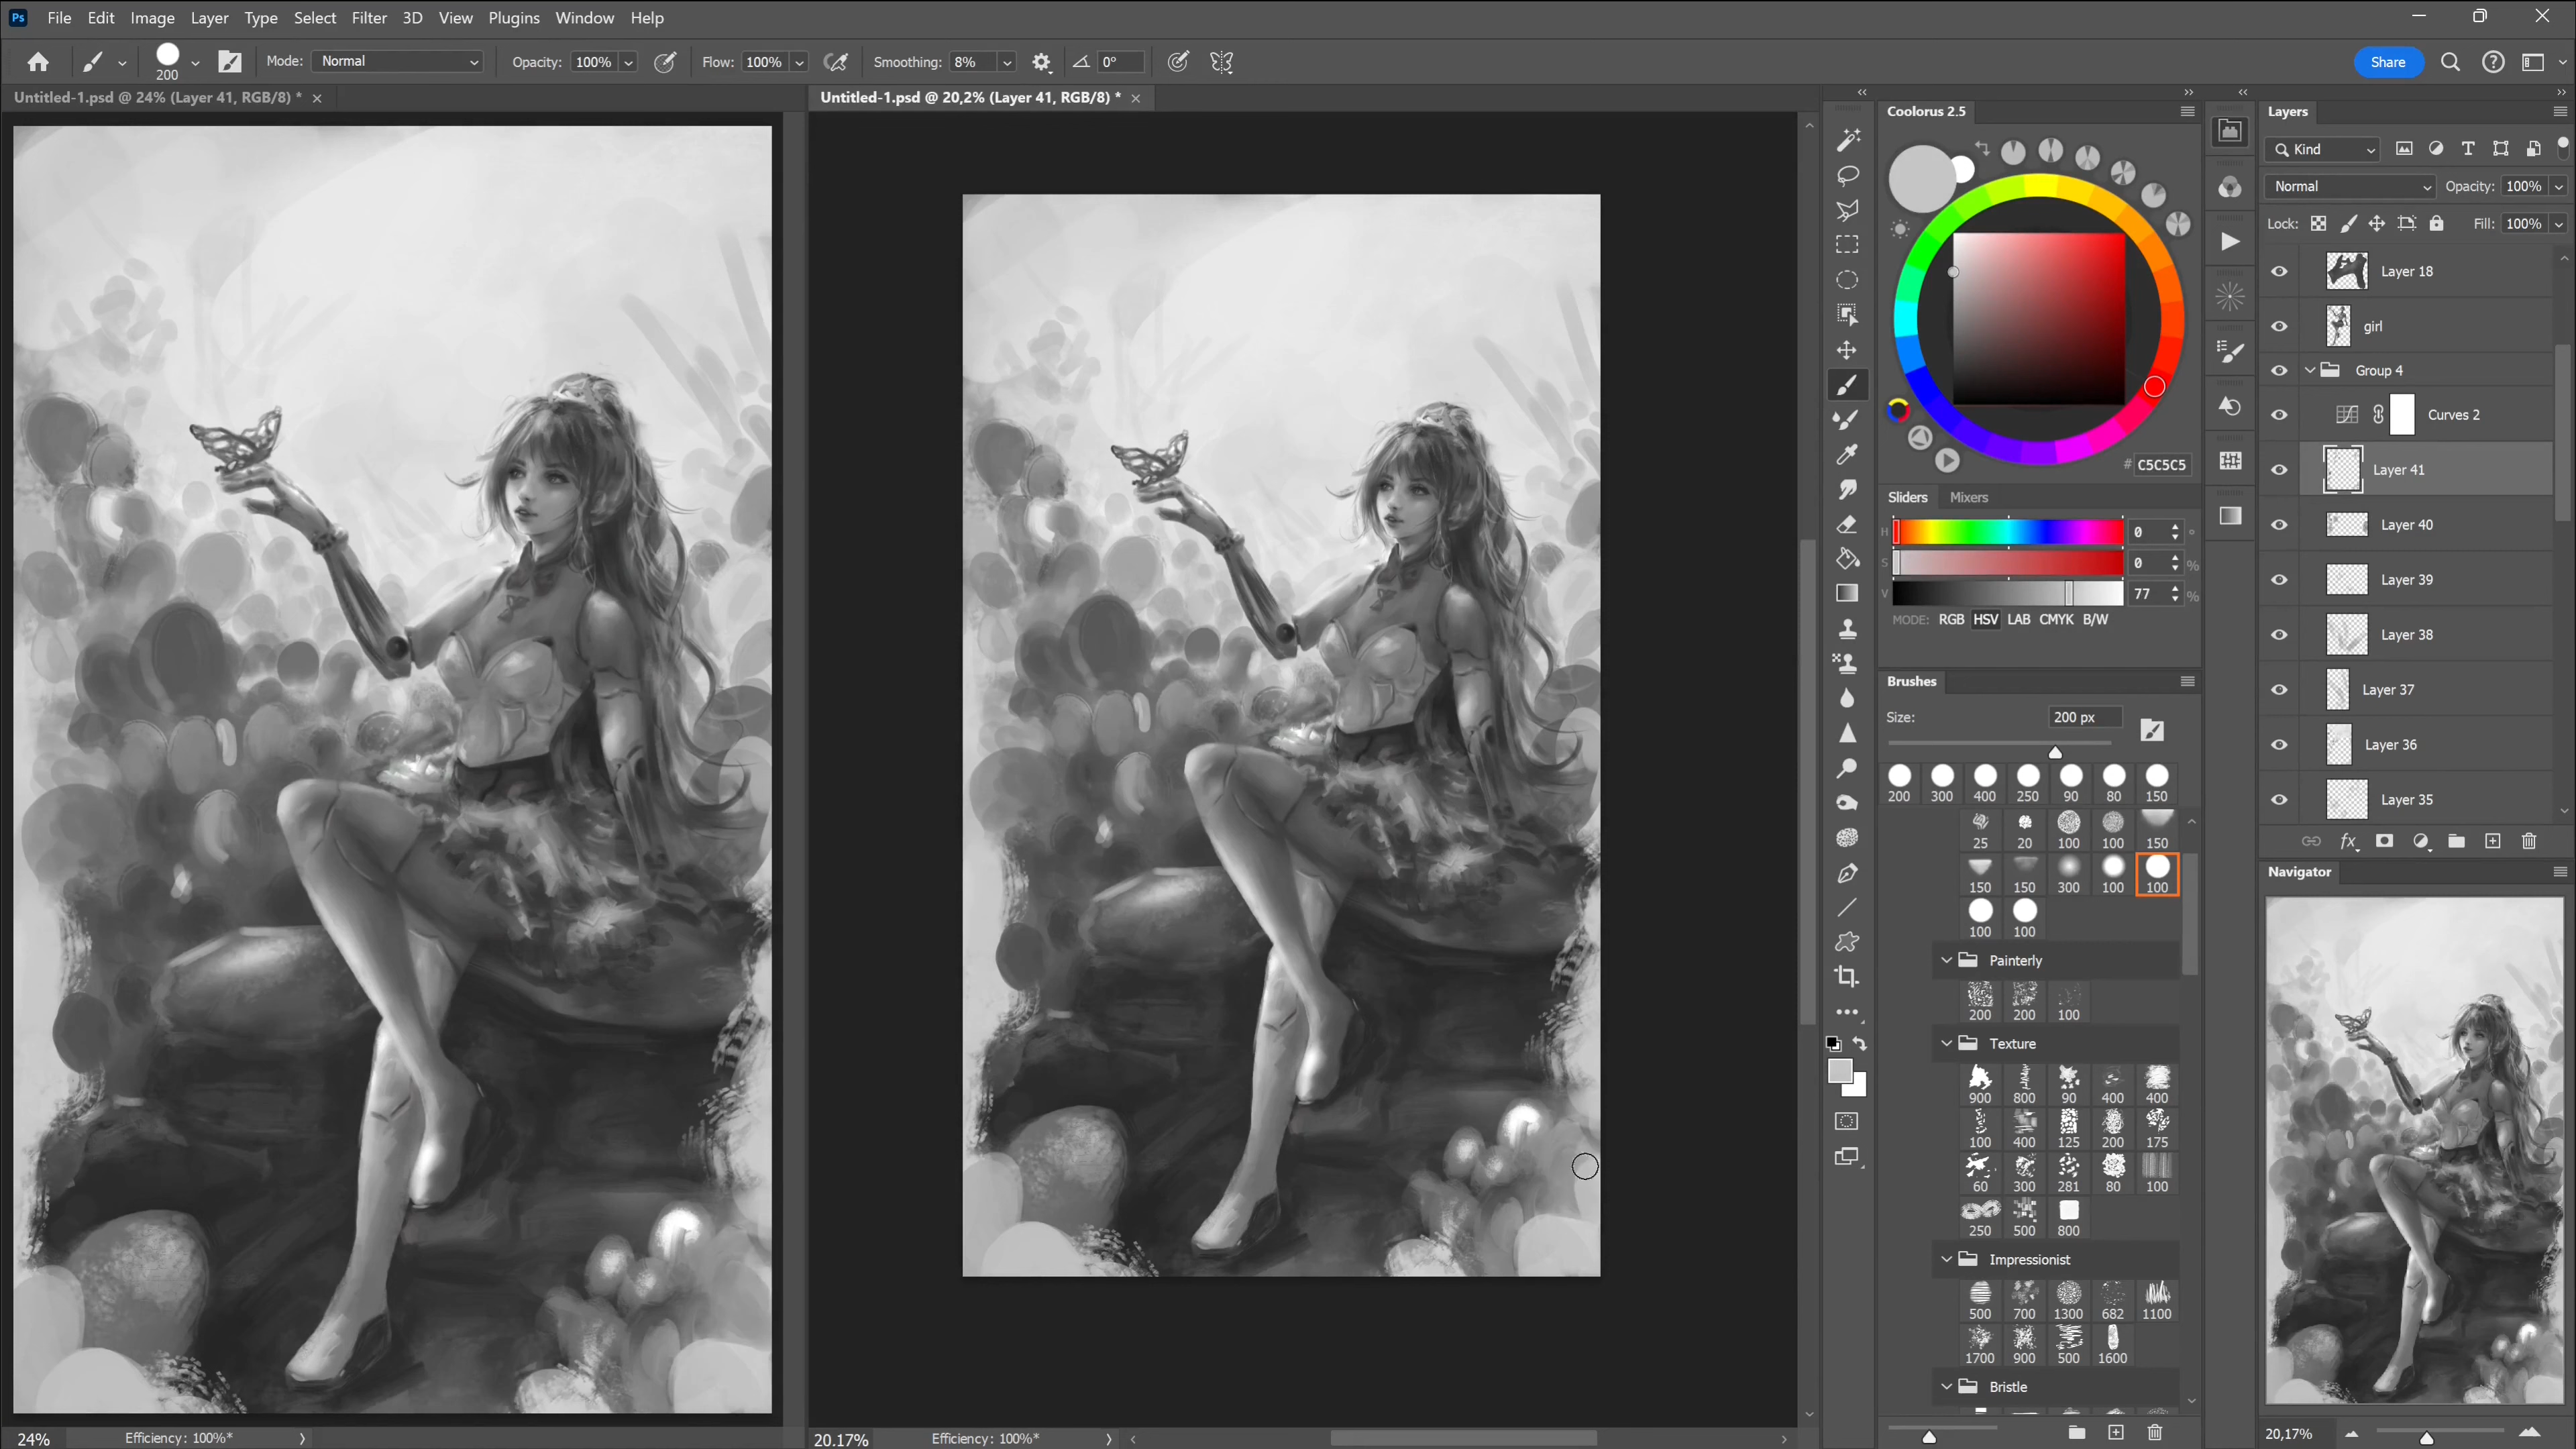 Ps File Edit Image Layer Type Select Filter 3D View Plugins Window Help
200 Mode: Normal Opacity: 100% Flow: 100% Smoothing: 8% 0° Share
Untitled-1.psd @ 24% (Layer 41, RGB/8) * ×
Untitled-1.psd @ 20,2% (Layer 41, RGB/8) * ×
24% Efficiency: 100%*
20.17% Efficiency: 100%*
Coolorus 2.5
# C5C5C5
Sliders Mixers
H 0 °
S 0 %
V 77 %
MODE: RGB HSV LAB CMYK B/W
Brushes
Size: 200 px
200 300 400 250 90 80 150
25 20 100 100 150
150 150 300 100 100
100 100
Painterly
200 200 100
Texture
900 800 90 400 400
100 400 125 200 175
60 300 281 80 100
250 500 800
Impressionist
500 700 1300 682 1100
1700 900 500 1600
Bristle
Layers
Kind
Normal Opacity: 100%
Lock: Fill: 100%
Layer 18
girl
Group 4
Curves 2
Layer 41
Layer 40
Layer 39
Layer 38
Layer 37
Layer 36
Layer 35
fx
Navigator
20,17%